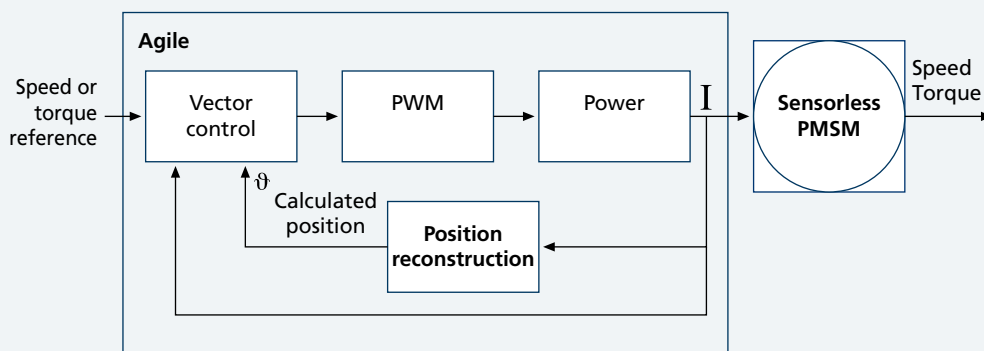 Agile
Speed or
torque
reference
Vector
control
PWM
Power
I
Sensorless
PMSM
Speed
Torque
ϑ
Calculated
position
Position
reconstruction